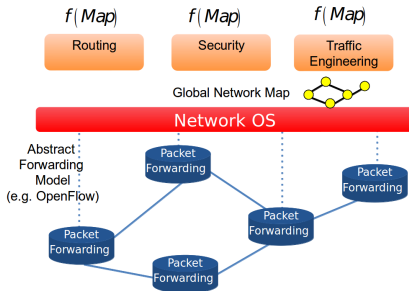 f(Map) f(Map) f(Map)
Routing
Security
Traffic
Engineering
Global Network Map
Network OS
Abstract
Forwarding
Model
(e.g. OpenFlow)
Packet
Forwarding
Packet
Forwarding
Packet
Forwarding
Packet
Forwarding
Packet
Forwarding